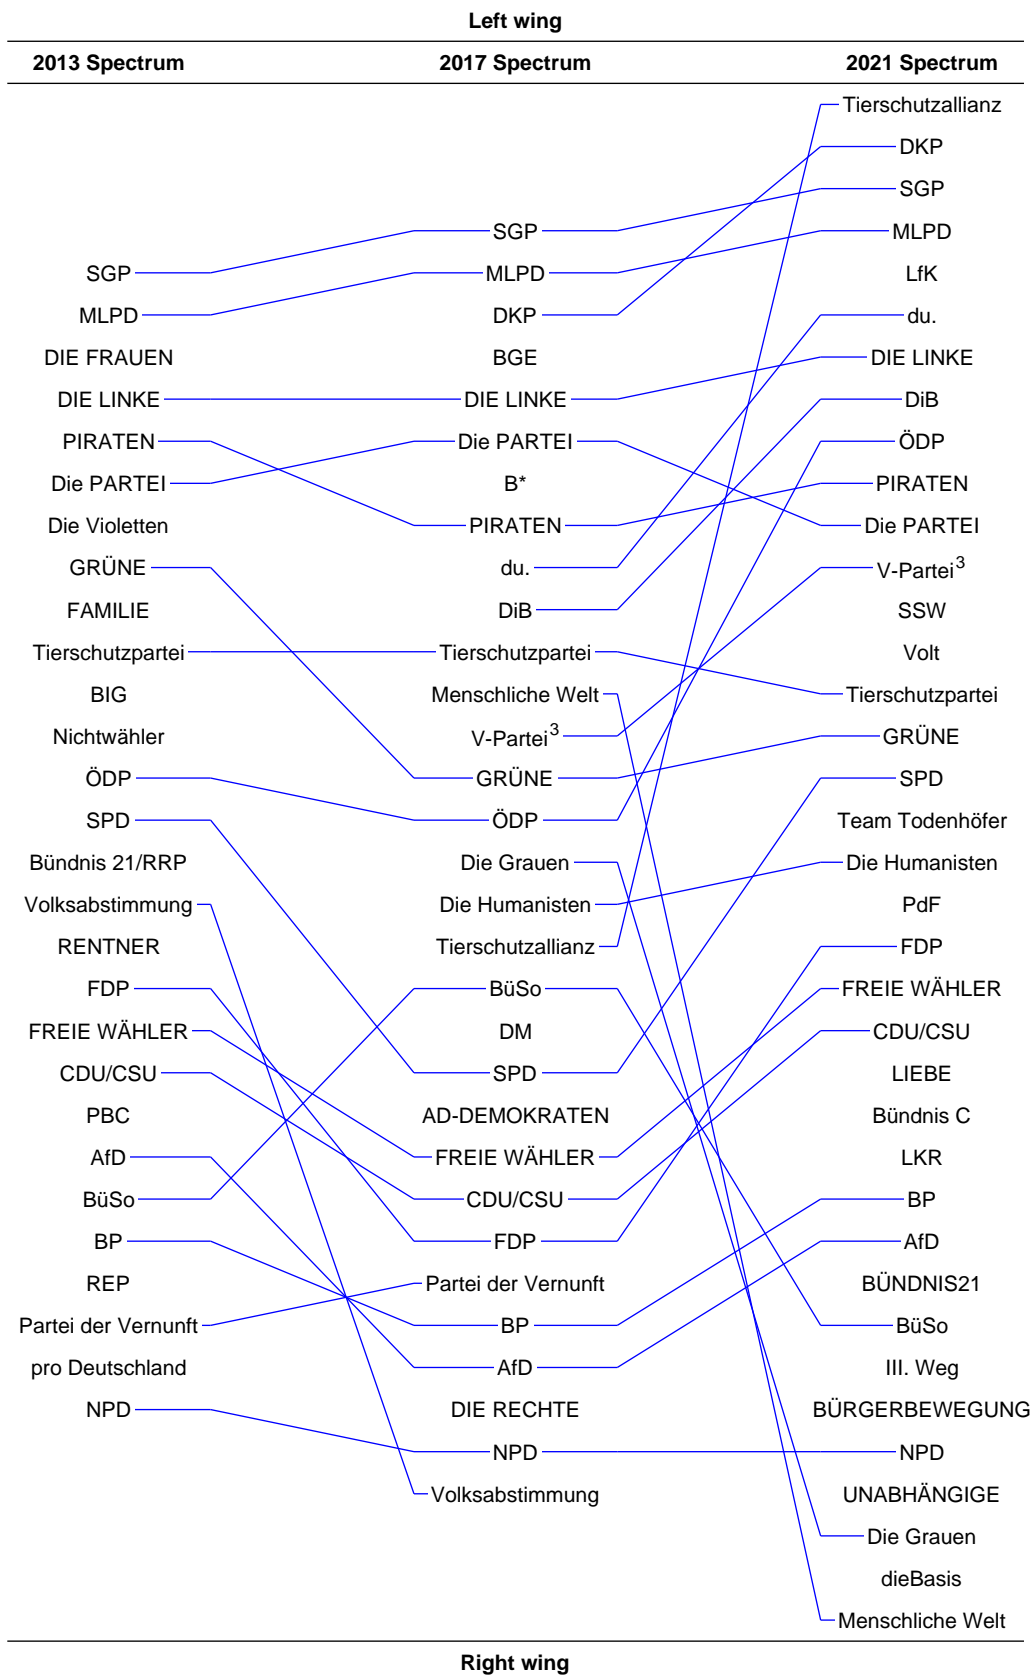 Left wing
2013 Spectrum 2017 Spectrum 2021 Spectrum
Tierschutzallianz
DKP
SGP
SGP MLPD
SGP MLPD LfK
MLPD DKP du.
DIE FRAUEN BGE DIE LINKE
DIE LINKE DIE LINKE DiB
PIRATEN Die PARTEI ÖDP
Die PARTEI B* PIRATEN
Die Violetten PIRATEN Die PARTEI
GRÜNE du. V-Partei³
FAMILIE DiB SSW
Tierschutzpartei Tierschutzpartei Volt
BIG Menschliche Welt Tierschutzpartei
Nichtwähler V-Partei³ GRÜNE
ÖDP GRÜNE SPD
SPD ÖDP Team Todenhöfer
Bündnis 21/RRP Die Grauen Die Humanisten
Volksabstimmung Die Humanisten PdF
RENTNER Tierschutzallianz FDP
FDP BüSo FREIE WÄHLER
FREIE WÄHLER DM CDU/CSU
CDU/CSU SPD LIEBE
PBC AD-DEMOKRATEN Bündnis C
AfD FREIE WÄHLER LKR
BüSo CDU/CSU BP
BP FDP AfD
REP Partei der Vernunft BÜNDNIS21
Partei der Vernunft BP BüSo
pro Deutschland AfD III. Weg
NPD DIE RECHTE BÜRGERBEWEGUNG
NPD NPD
Volksabstimmung UNABHÄNGIGE
Die Grauen
dieBasis
Menschliche Welt
Right wing